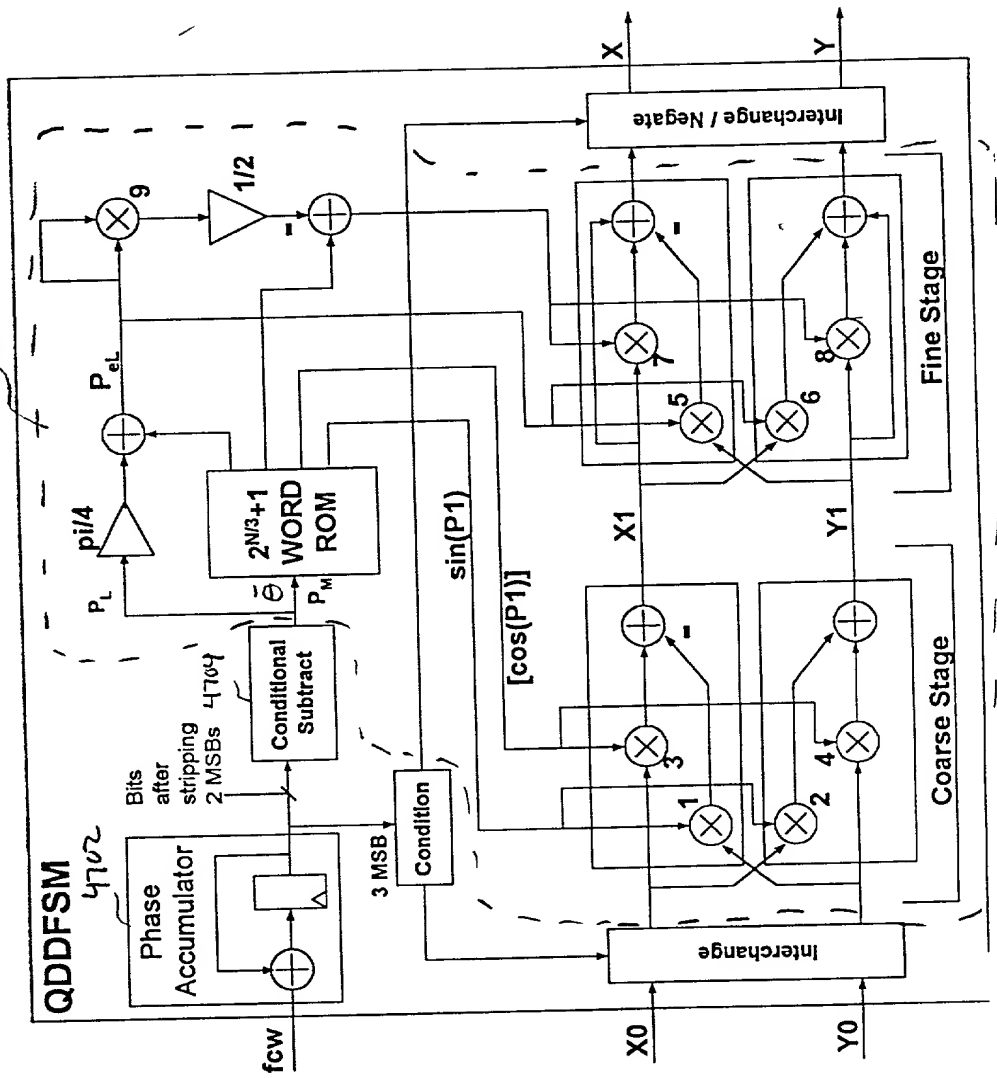 QDDFSM
4702
Phase
Accumulator
fcw
Bits
after
stripping
2 MSBs
4704
Conditional
Subtract
3 MSB
Condition
P_L
pi/4
P_eL
θ
P_M
2^N/3+1
WORD
ROM
9
1/2
-
sin(P1)
[cos(P1)]
X0
Y0
Interchange
1
2
3
4
-
Coarse Stage
X1
Y1
5
6
7
8
-
Fine Stage
Interchange / Negate
X
Y